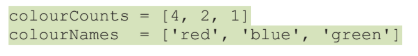 colourCounts = [4, 2, 1]
colourNames  = ['red', 'blue', 'green']